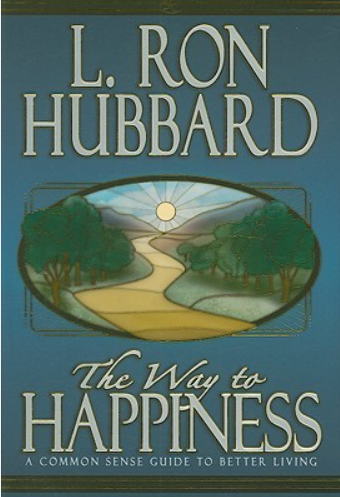 L. RON
HUBBARD
The Way to
HAPPINESS
A COMMON SENSE GUIDE TO BETTER LIVING